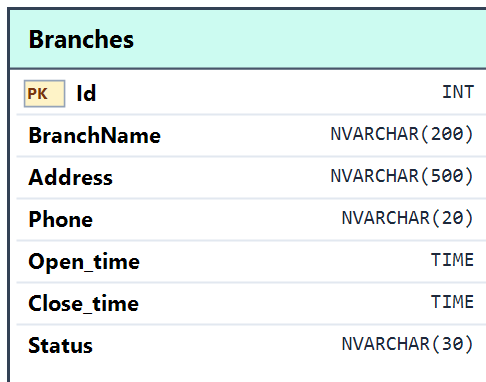 Branches
PK Id INT
BranchName NVARCHAR(200)
Address NVARCHAR(500)
Phone NVARCHAR(20)
Open_time TIME
Close_time TIME
Status NVARCHAR(30)